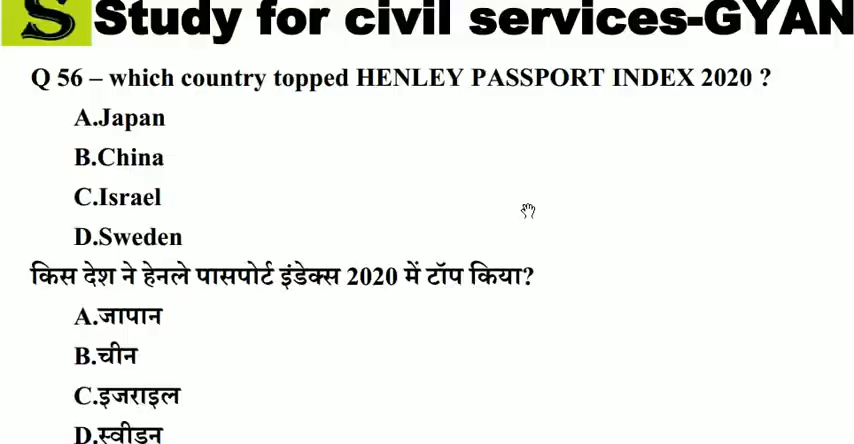 S Study for civil services-GYAN
Q 56 – which country topped HENLEY PASSPORT INDEX 2020 ?
A.Japan
B.China
C.Israel
D.Sweden
किस देश ने हेनले पासपोर्ट इंडेक्स 2020 में टॉप किया?
A.जापान
B.चीन
C.इजराइल
D.स्वीडन